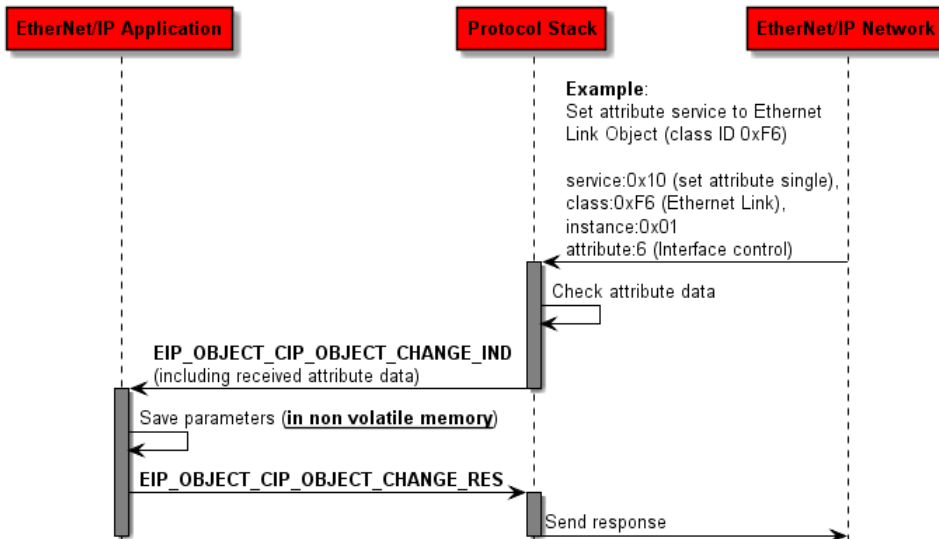 EtherNet/IP Application
Protocol Stack
EtherNet/IP Network
Example:
Set attribute service to Ethernet
Link Object (class ID 0xF6)
service:0x10 (set attribute single),
class:0xF6 (Ethernet Link),
instance:0x01
attribute:6 (Interface control)
Check attribute data
EIP_OBJECT_CIP_OBJECT_CHANGE_IND
(including received attribute data)
Save parameters (in non volatile memory)
EIP_OBJECT_CIP_OBJECT_CHANGE_RES
Send response